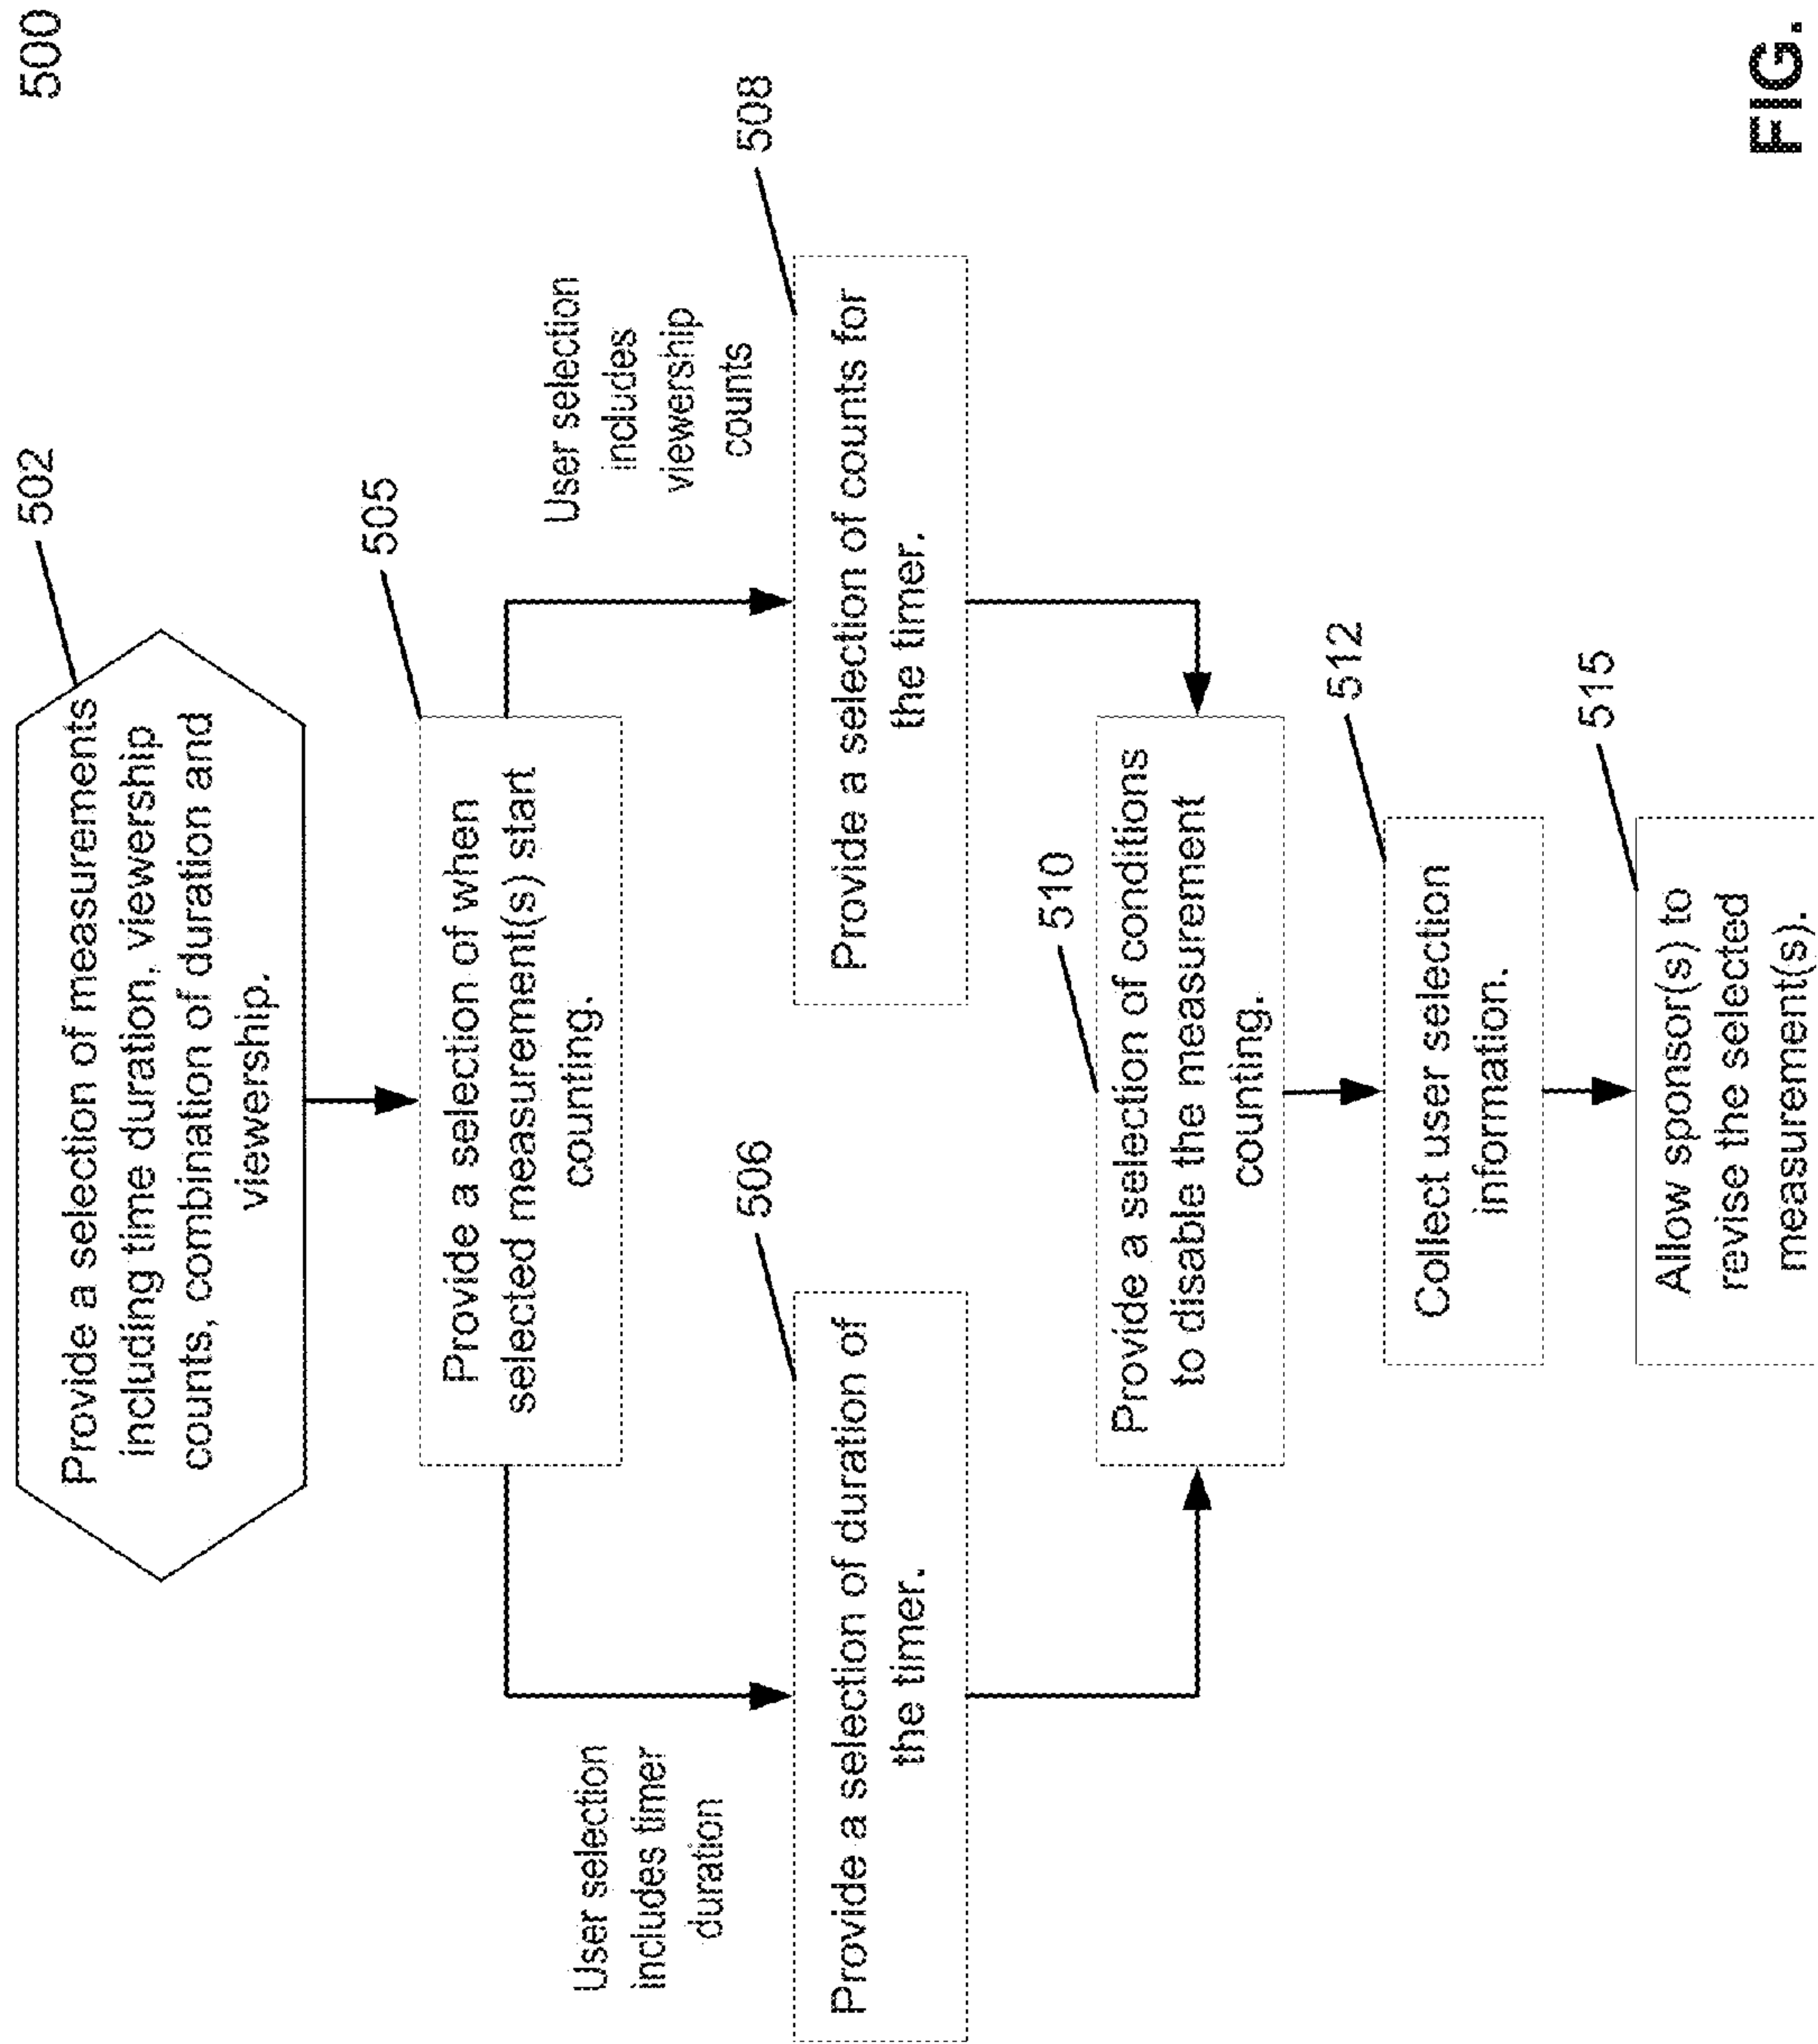 500
502
Provide a selection of measurements
including time duration, viewership
counts, combination of duration and
viewership.
505
Provide a selection of when
selected measurement(s) start
counting.
User selection
includes timer
duration
User selection
includes
viewership
counts
506
Provide a selection of duration of
the timer.
508
Provide a selection of counts for
the timer.
510
Provide a selection of conditions
to disable the measurement
counting.
512
Collect user selection
information.
515
Allow sponsor(s) to
revise the selected
measurement(s).
FIG.